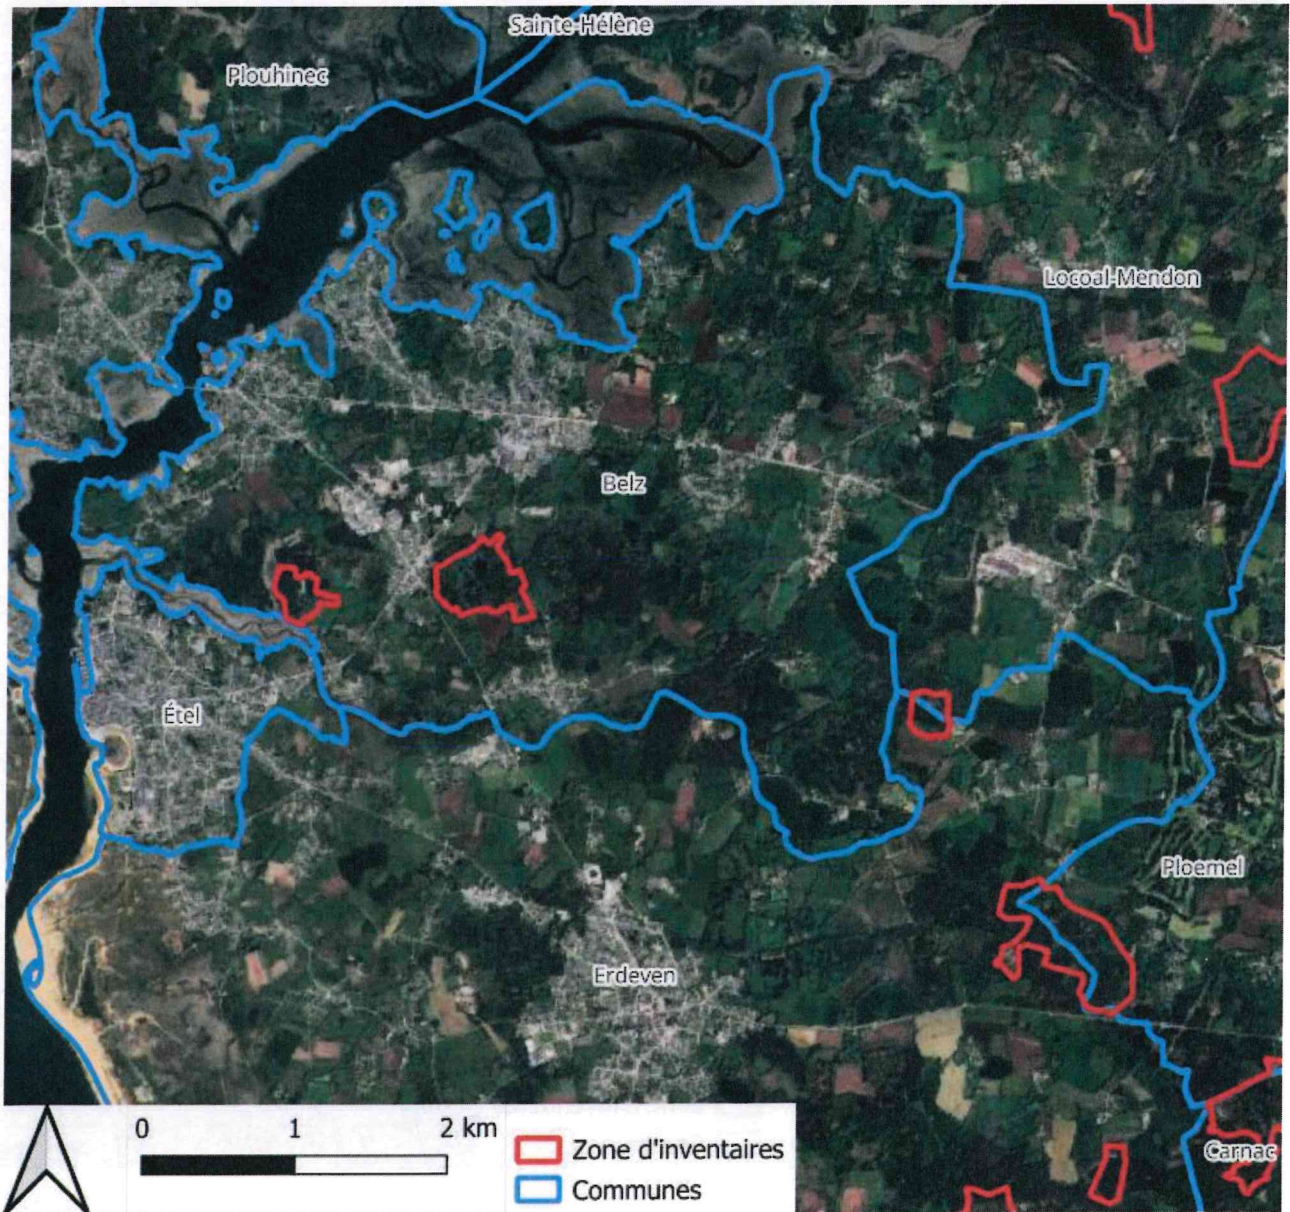 Sainte-Hélène
Plouhinec
Locoal-Mendon
Belz
Étel
Ploemel
Erdeven
Carnac
0 1 2 km
Zone d'inventaires
Communes